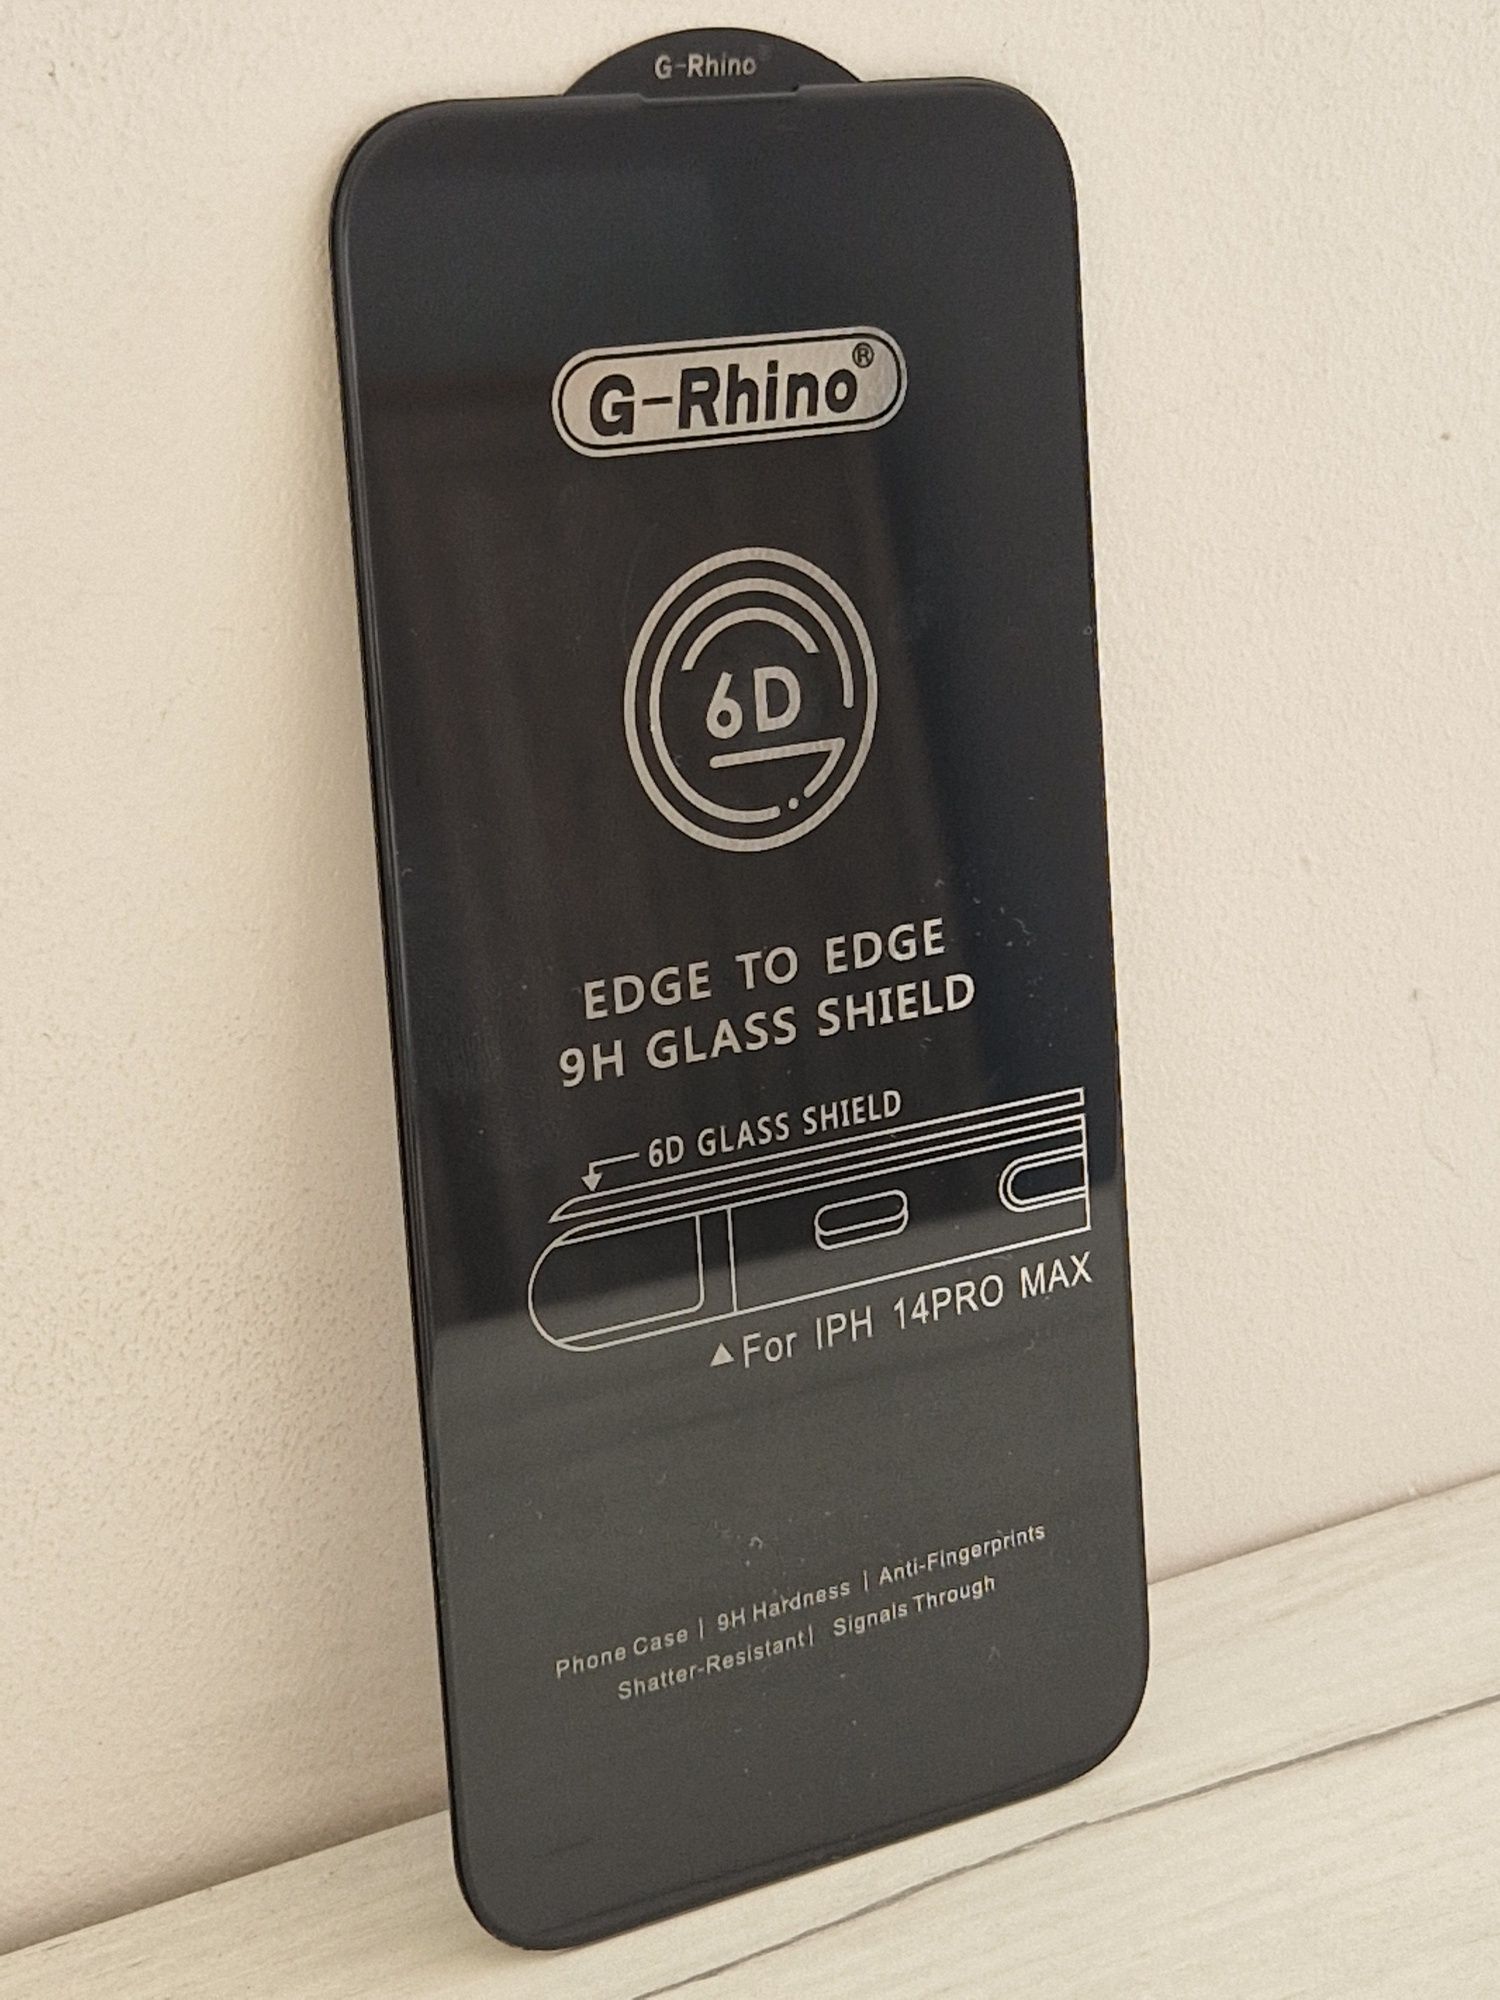 G-Rhino
G-Rhino®
6D
EDGE TO EDGE
9H GLASS SHIELD
6D GLASS SHIELD
▲For IPH 14PRO MAX
Phone Case | 9H Hardness | Anti-Fingerprints
Shatter-Resistant| Signals Through